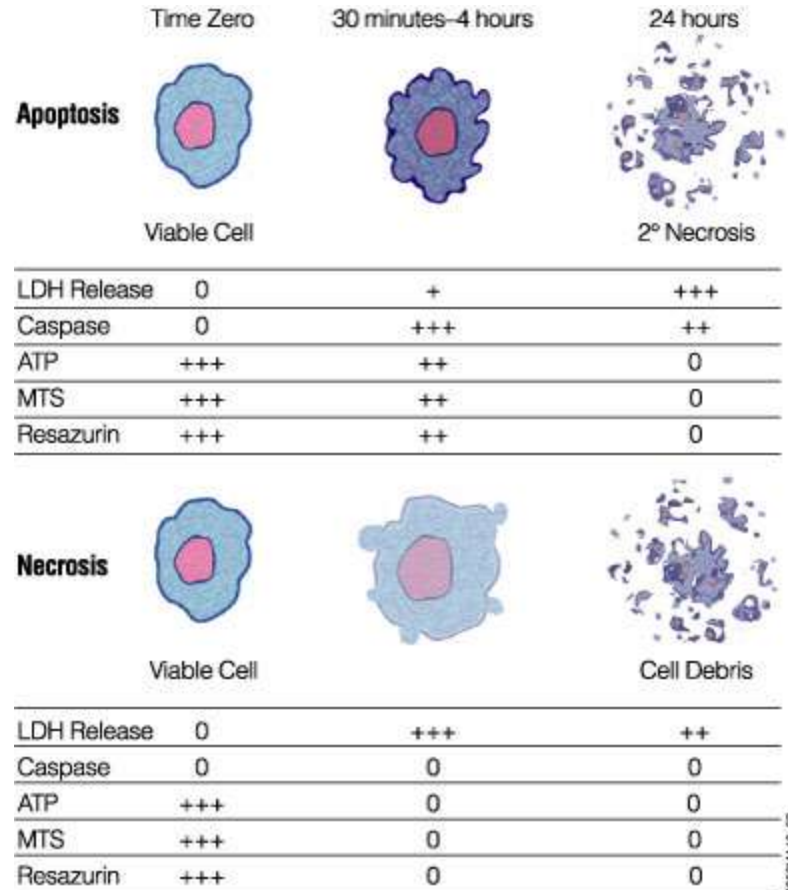 Time Zero 30 minutes–4 hours 24 hours
Apoptosis
Viable Cell 2° Necrosis
LDH Release 0 + +++
Caspase 0 +++ ++
ATP +++ ++ 0
MTS +++ ++ 0
Resazurin +++ ++ 0
Necrosis
Viable Cell Cell Debris
LDH Release 0 +++ ++
Caspase 0 0 0
ATP +++ 0 0
MTS +++ 0 0
Resazurin +++ 0 0